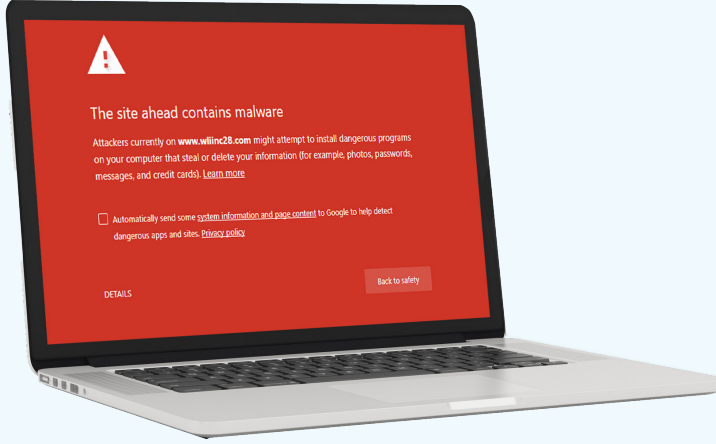 The site ahead contains malware
Attackers currently on www.wliinc28.com might attempt to install dangerous programs
on your computer that steal or delete your information (for example, photos, passwords,
messages, and credit cards). Learn more
Automatically send some system information and page content to Google to help detect
dangerous apps and sites. Privacy policy
DETAILS
Back to safety